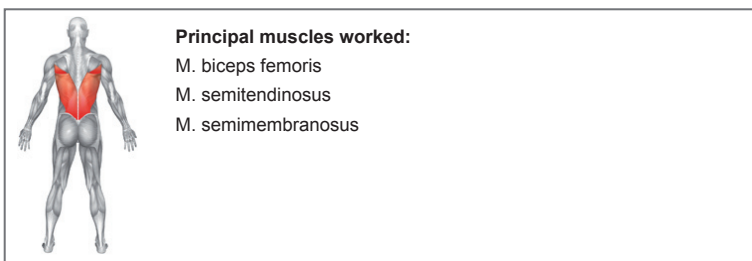 Principal muscles worked:
M. biceps femoris
M. semitendinosus
M. semimembranosus